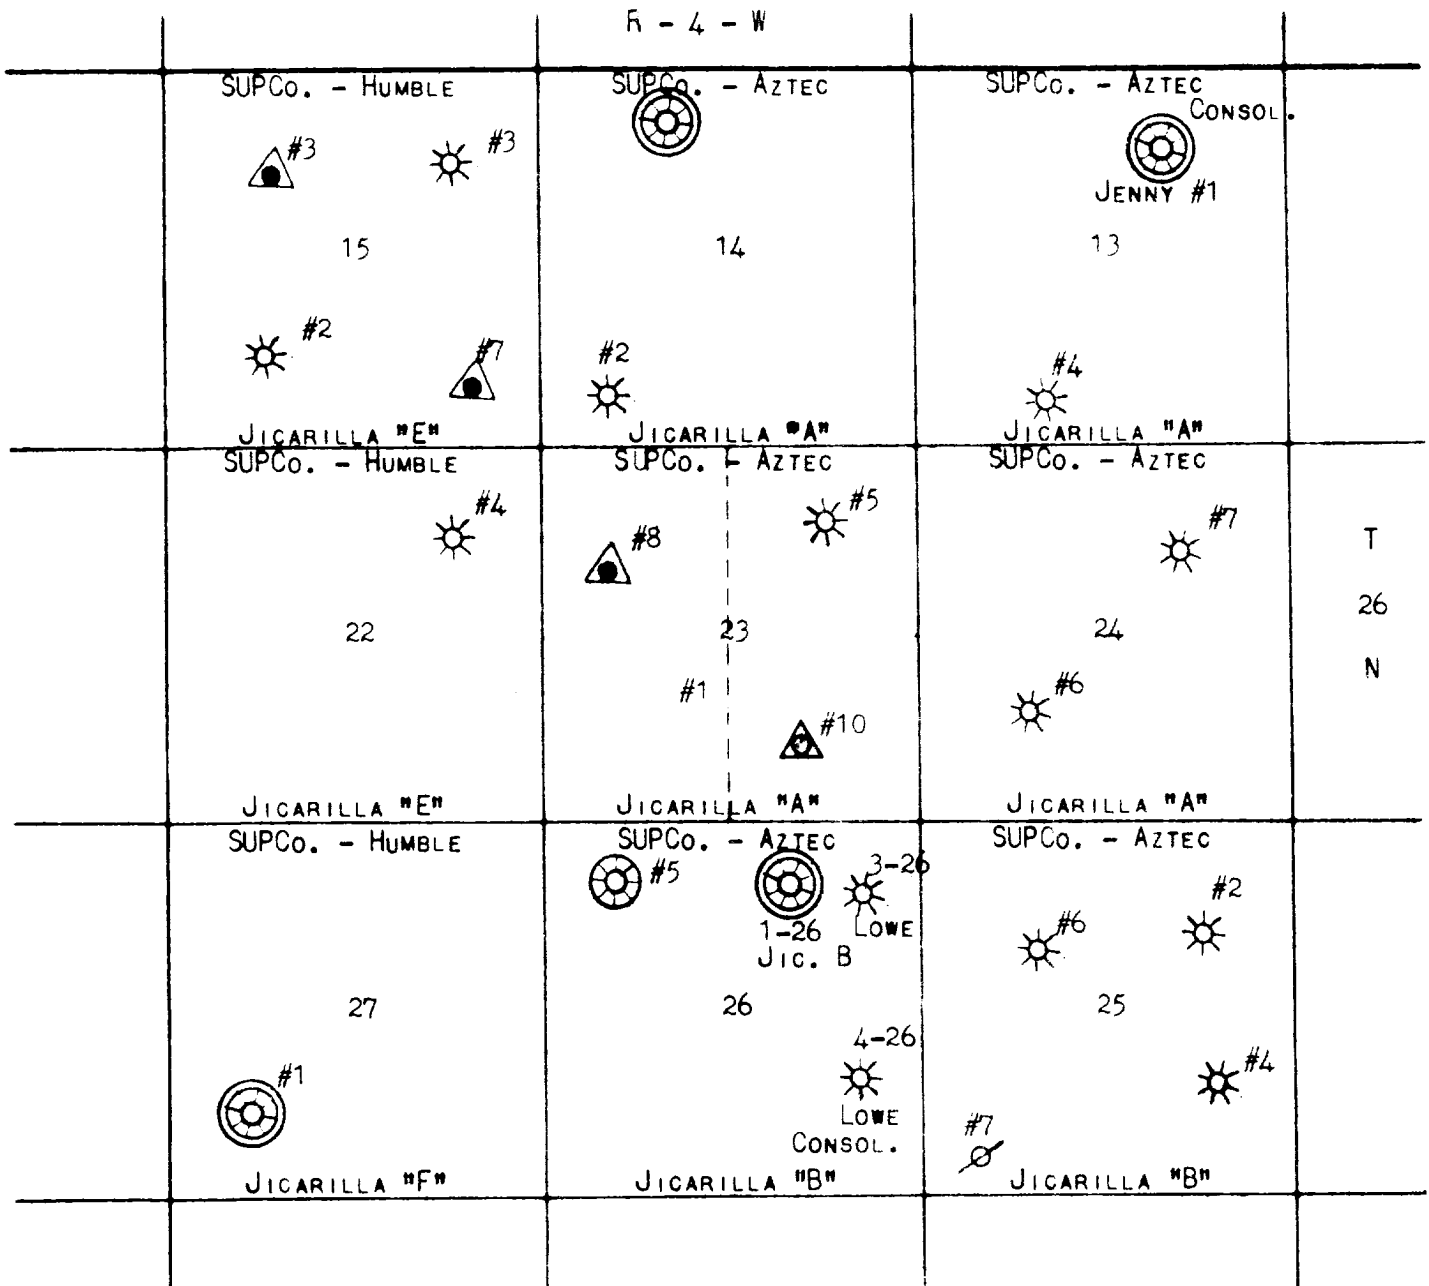 R - 4 - W
SUPCo. - HUMBLE
SUPCo. - AZTEC
SUPCo. - AZTEC
CONSOL.
#3
#3
JENNY #1
15
14
13
#2
#7
#2
#4
JICARILLA "E"
JICARILLA "A"
JICARILLA "A"
SUPCo. - HUMBLE
SUPCo. - AZTEC
SUPCo. - AZTEC
#4
#8
#5
#7
T
26
N
22
23
24
#1
#10
#6
JICARILLA "E"
JICARILLA "A"
JICARILLA "A"
SUPCo. - HUMBLE
SUPCo. - AZTEC
SUPCo. - AZTEC
#5
3-26
LOWE
1-26
JIC. B
#6
#2
27
26
25
#1
4-26
LOWE
CONSOL.
#4
#7
JICARILLA "F"
JICARILLA "B"
JICARILLA "B"